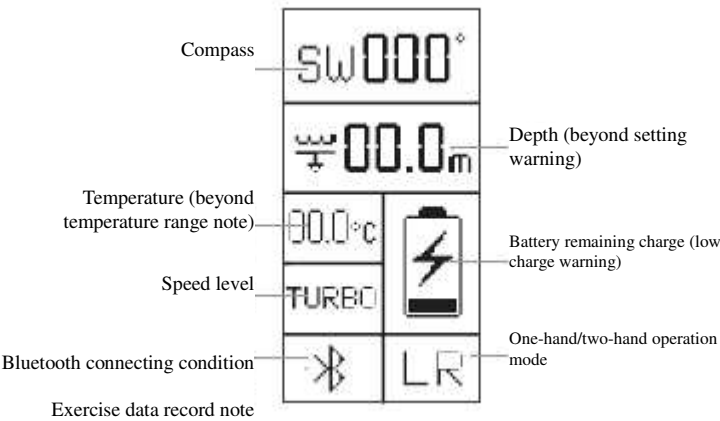 Compass
SW000°
Depth (beyond setting
warning)
00.0m
Temperature (beyond
temperature range note)
00.0°C
Battery remaining charge (low
charge warning)
Speed level
TURBO
One-hand/two-hand operation
mode
Bluetooth connecting condition
LR
Exercise data record note